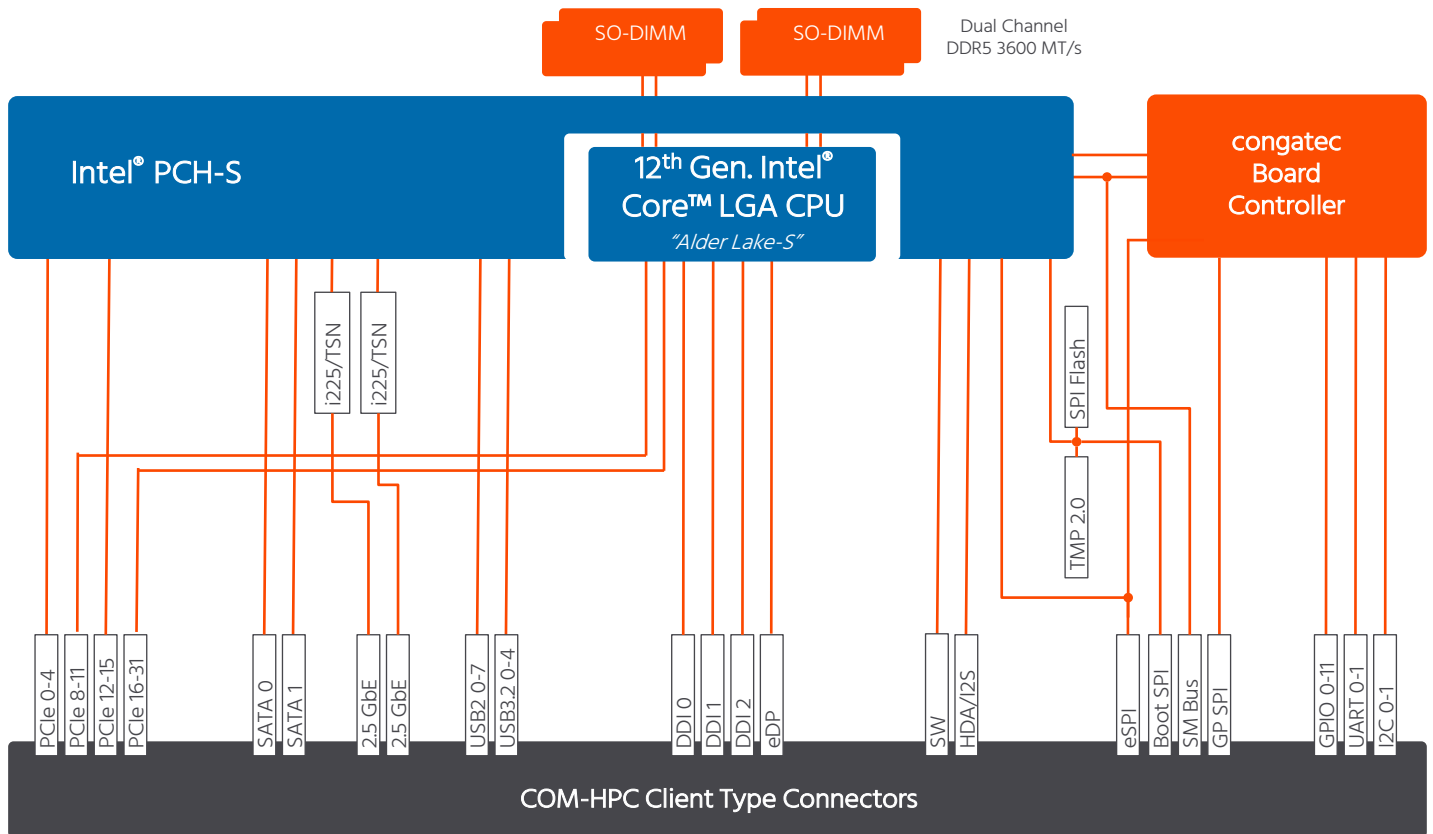 SO-DIMM
SO-DIMM
Dual Channel
DDR5 3600 MT/s
Intel® PCH-S
12th Gen. Intel®
Core™ LGA CPU
“Alder Lake-S”
congatec
Board
Controller
i225/TSN
i225/TSN
SPI Flash
TMP 2.0
PCIe 0-4
PCIe 8-11
PCIe 12-15
PCIe 16-31
SATA 0
SATA 1
2.5 GbE
2.5 GbE
USB2 0-7
USB3.2 0-4
DDI 0
DDI 1
DDI 2
eDP
SW
HDA/I2S
eSPI
Boot SPI
SM Bus
GP SPI
GPIO 0-11
UART 0-1
I2C 0-1
COM-HPC Client Type Connectors